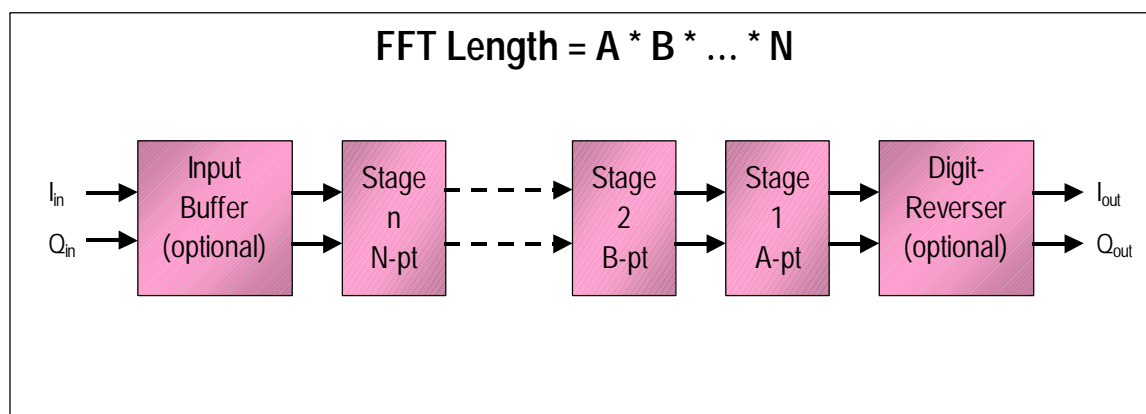 FFT Length = A * B * ... * N
I_in
Q_in
Input
Buffer
(optional)
Stage
n
N-pt
Stage
2
B-pt
Stage
1
A-pt
Digit-
Reverser
(optional)
I_out
Q_out